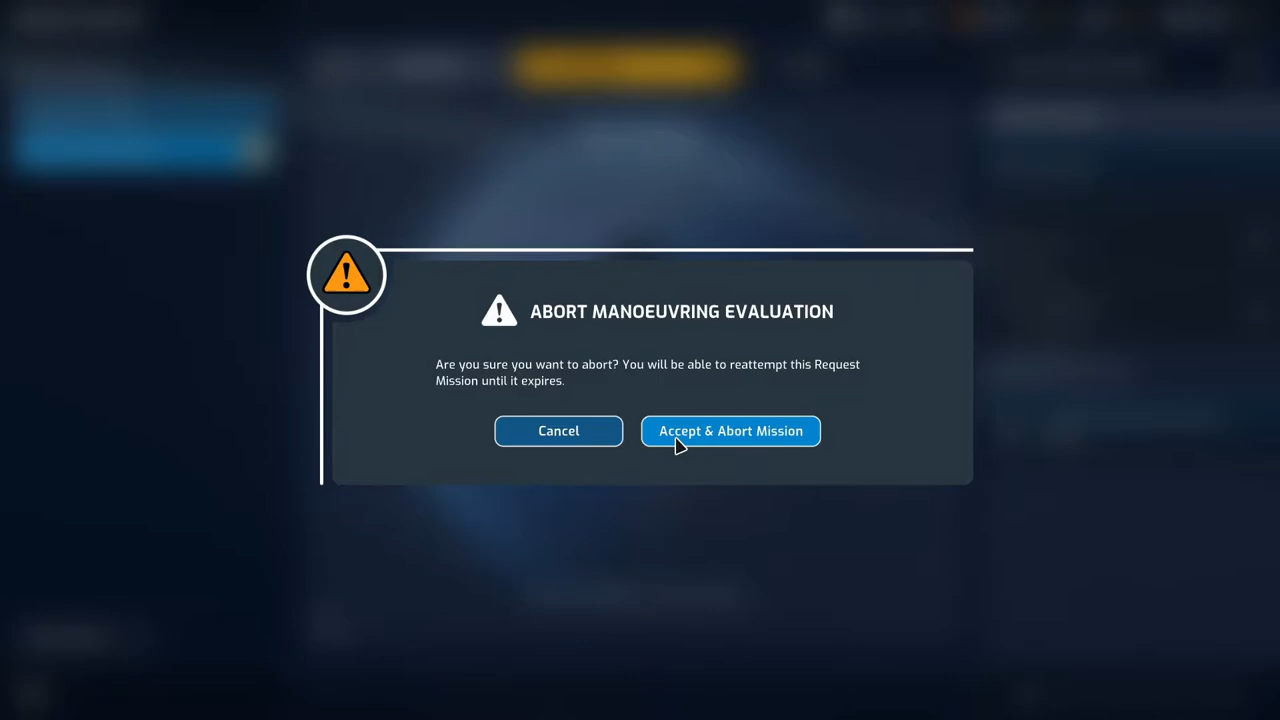 ABORT MANOEUVRING EVALUATION
Are you sure you want to abort? You will be able to reattempt this Request
Mission until it expires.
Cancel
Accept & Abort Mission